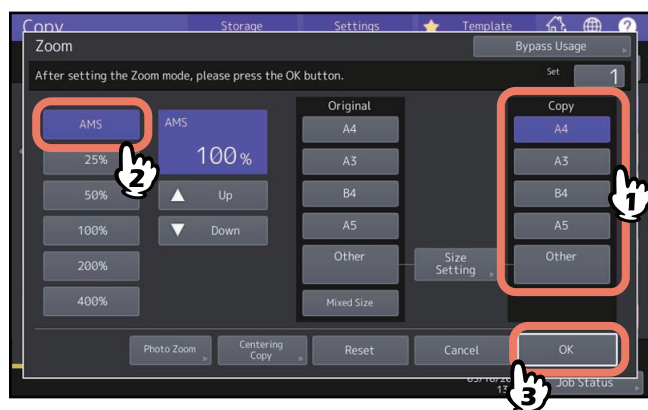 Copy Storage Settings Template
Zoom
Bypass Usage
After setting the Zoom mode, please press the OK button.
Set 1
Original
Copy
AMS
25%
50%
100%
200%
400%
AMS
100%
Up
Down
A4
A3
B4
A5
Other
Mixed Size
Size
Setting
A4
A3
B4
A5
Other
1
2
3
Photo Zoom
Centering
Copy
Reset
Cancel
OK
Job Status